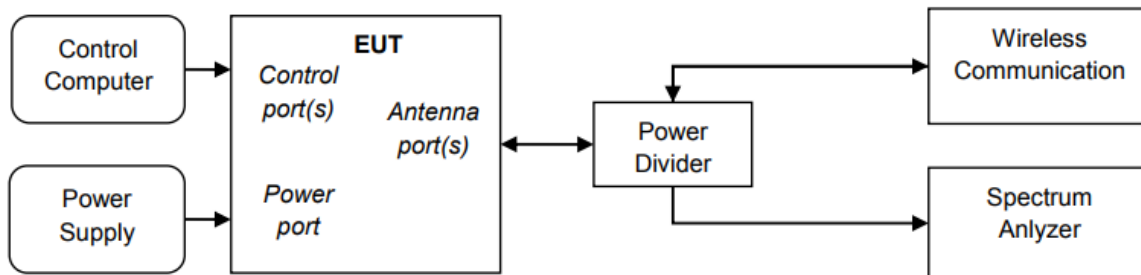 Control
Computer
EUT
Control
port(s)
Antenna
port(s)
Power
port
Power
Supply
Power
Divider
Wireless
Communication
Spectrum
Anlyzer